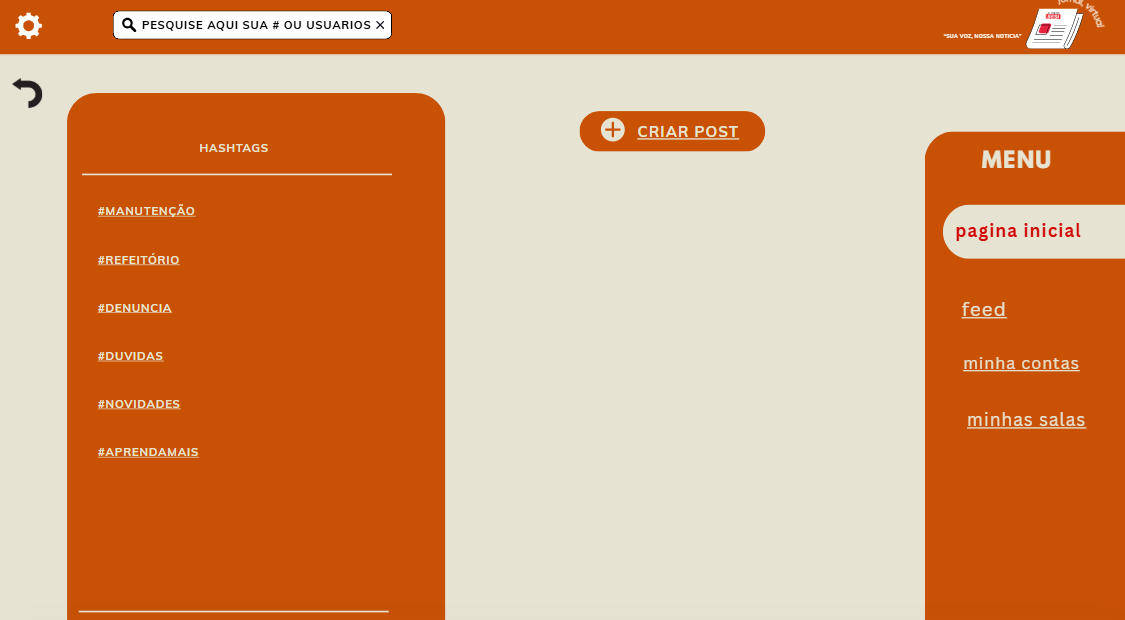 PESQUISE AQUI SUA # OU USUARIOS
"SUA VOZ, NOSSA NOTICIA"
jornal virtual
HASHTAGS
#MANUTENÇÃO
#REFEITÓRIO
#DENUNCIA
#DUVIDAS
#NOVIDADES
#APRENDAMAIS
CRIAR POST
MENU
pagina inicial
feed
minha contas
minhas salas